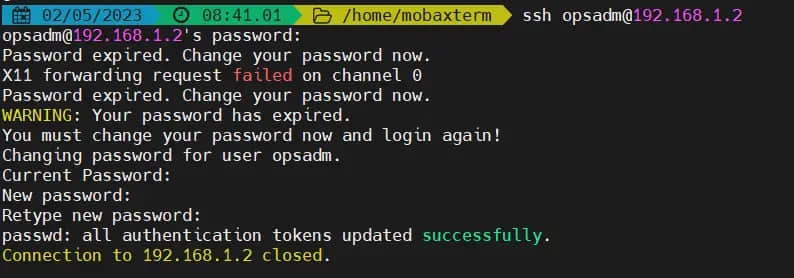 02/05/2023 08:41.01 /home/mobaxterm ssh opsadm@192.168.1.2
opsadm@192.168.1.2's password:
Password expired. Change your password now.
X11 forwarding request failed on channel 0
Password expired. Change your password now.
WARNING: Your password has expired.
You must change your password now and login again!
Changing password for user opsadm.
Current Password:
New password:
Retype new password:
passwd: all authentication tokens updated successfully.
Connection to 192.168.1.2 closed.